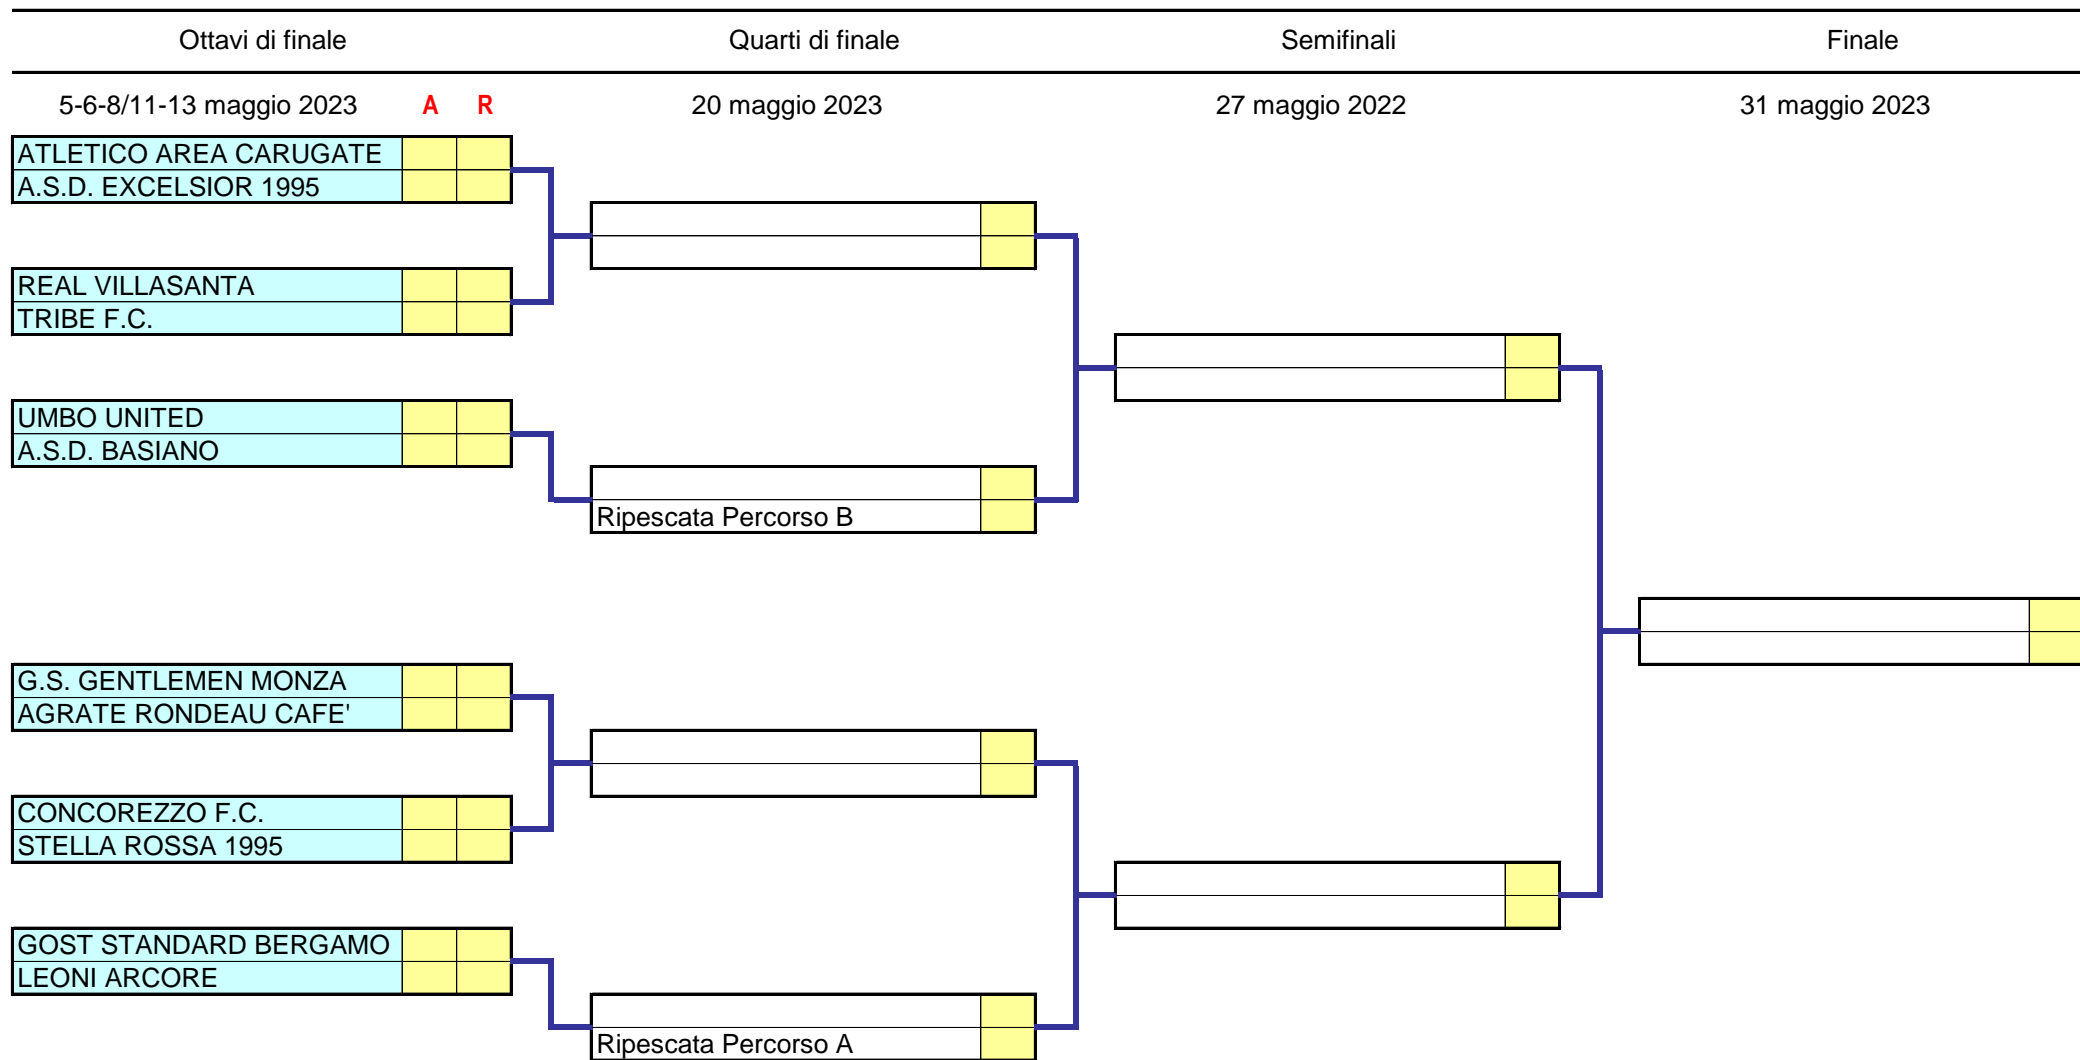 Ottavi di finale Quarti di finale Semifinali Finale
5-6-8/11-13 maggio 2023 A R 20 maggio 2023 27 maggio 2022 31 maggio 2023
ATLETICO AREA CARUGATE
A.S.D. EXCELSIOR 1995
REAL VILLASANTA
TRIBE F.C.
UMBO UNITED
A.S.D. BASIANO
Ripescata Percorso B
G.S. GENTLEMEN MONZA
AGRATE RONDEAU CAFE'
CONCOREZZO F.C.
STELLA ROSSA 1995
GOST STANDARD BERGAMO
LEONI ARCORE
Ripescata Percorso A